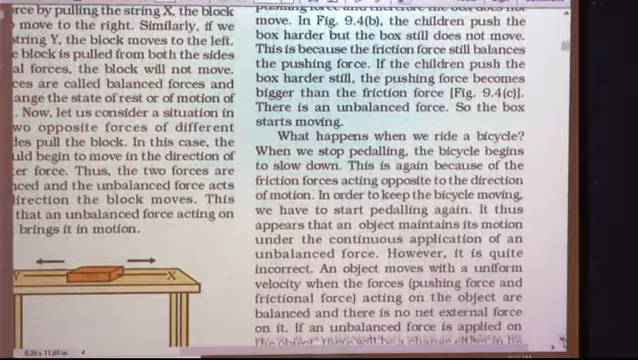 orce by pulling the string X, the block
move to the right. Similarly, if we
string Y, the block moves to the left.
e block is pulled from both the sides
al forces, the block will not move.
ces are called balanced forces and
ange the state of rest or of motion of
. Now, let us consider a situation in
wo opposite forces of different
des pull the block. In this case, the
uld begin to move in the direction of
er force. Thus, the two forces are
nced and the unbalanced force acts
direction the block moves. This
that an unbalanced force acting on
brings it in motion.
Y
X
8.26 x 11.69 in
move. In Fig. 9.4(b), the children push the
box harder but the box still does not move.
This is because the friction force still balances
the pushing force. If the children push the
box harder still, the pushing force becomes
bigger than the friction force [Fig. 9.4(c)].
There is an unbalanced force. So the box
starts moving.
What happens when we ride a bicycle?
When we stop pedalling, the bicycle begins
to slow down. This is again because of the
friction forces acting opposite to the direction
of motion. In order to keep the bicycle moving,
we have to start pedalling again. It thus
appears that an object maintains its motion
under the continuous application of an
unbalanced force. However, it is quite
incorrect. An object moves with a uniform
velocity when the forces (pushing force and
frictional force) acting on the object are
balanced and there is no net external force
on it. If an unbalanced force is applied on